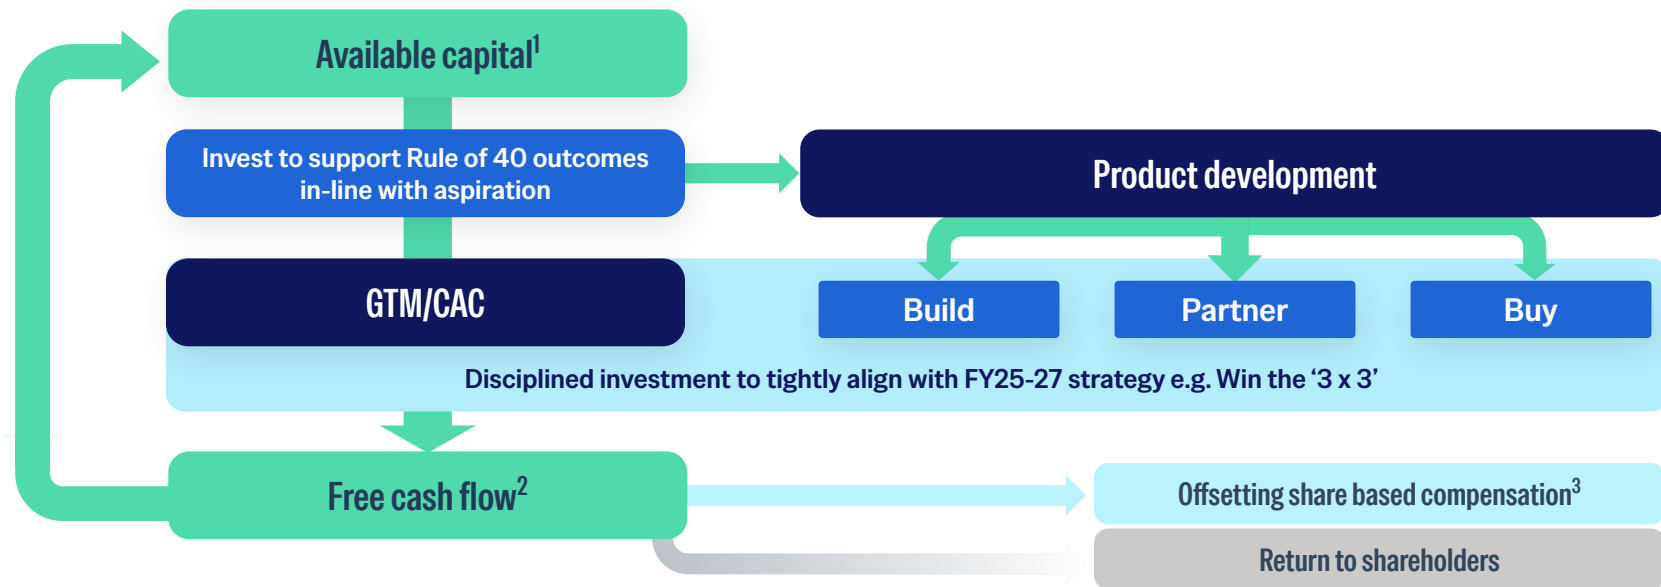 Available capital¹
Invest to support Rule of 40 outcomes
in-line with aspiration
Product development
GTM/CAC
Build
Partner
Buy
Disciplined investment to tightly align with FY25-27 strategy e.g. Win the ‘3 x 3’
Free cash flow²
Offsetting share based compensation³
Return to shareholders